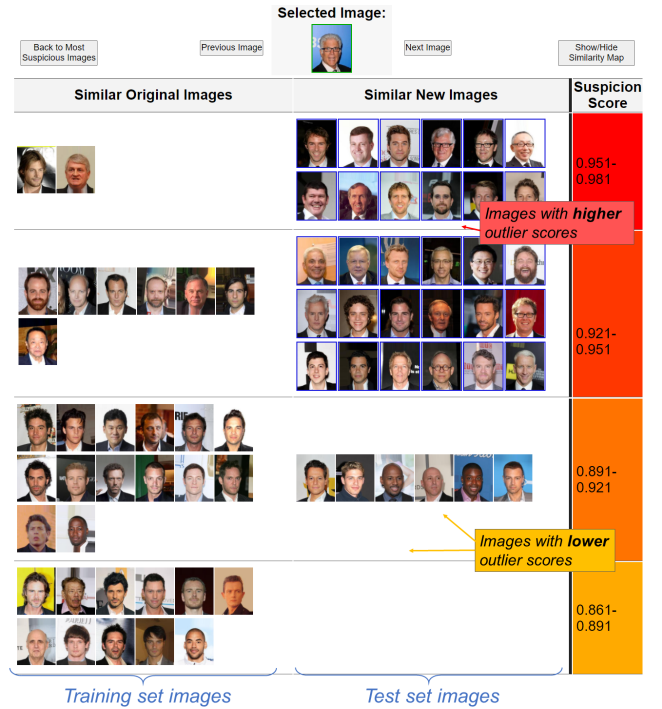 Selected Image:
Back to Most
Suspicious Images
Previous Image
Next Image
Show/Hide
Similarity Map
Similar Original Images
Similar New Images
Suspicion
Score
0.951-
0.981
Images with higher
outlier scores
0.921-
0.951
0.891-
0.921
Images with lower
outlier scores
0.861-
0.891
Training set images
Test set images